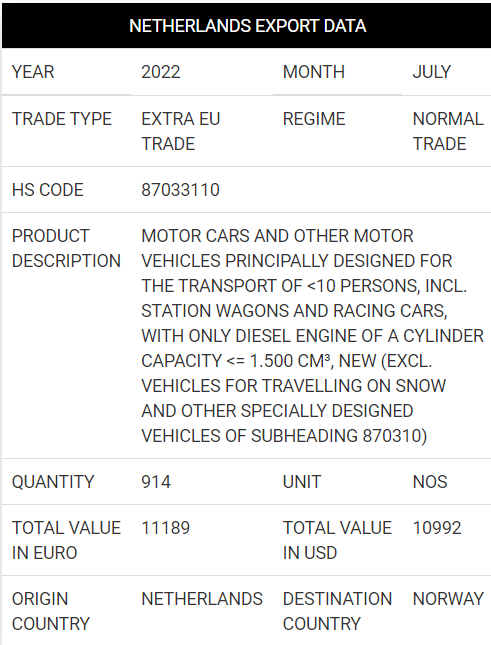 NETHERLANDS EXPORT DATA
YEAR 2022 MONTH JULY
TRADE TYPE EXTRA EU REGIME NORMAL
TRADE TRADE
HS CODE 87033110
PRODUCT MOTOR CARS AND OTHER MOTOR
DESCRIPTION VEHICLES PRINCIPALLY DESIGNED FOR
THE TRANSPORT OF <10 PERSONS, INCL.
STATION WAGONS AND RACING CARS,
WITH ONLY DIESEL ENGINE OF A CYLINDER
CAPACITY <= 1.500 CM³, NEW (EXCL.
VEHICLES FOR TRAVELLING ON SNOW
AND OTHER SPECIALLY DESIGNED
VEHICLES OF SUBHEADING 870310)
QUANTITY 914 UNIT NOS
TOTAL VALUE 11189 TOTAL VALUE 10992
IN EURO IN USD
ORIGIN NETHERLANDS DESTINATION NORWAY
COUNTRY COUNTRY